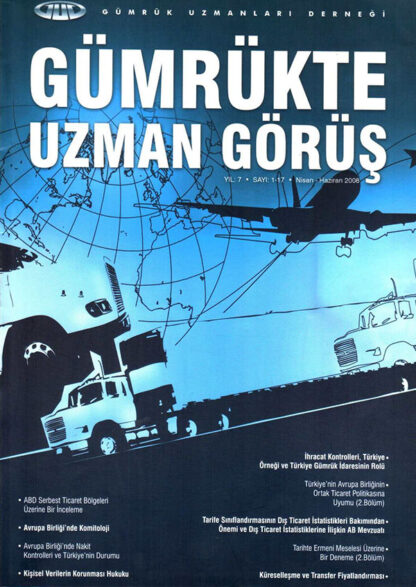 GÜMRÜK UZMANLARI DERNEĞİ
GÜMRÜKTE
UZMAN GÖRÜŞ
YIL: 7 • SAYI: 1-17 • Nisan - Haziran 2008
İhracat Kontrolleri, Türkiye •
Örneği ve Türkiye Gümrük İdaresinin Rolü
Türkiye'nin Avrupa Birliğinin •
Ortak Ticaret Politikasına
Uyumu (2.Bölüm)
Tarife Sınıflandırmasının Dış Ticaret İstatistikleri Bakımından •
Önemi ve Dış Ticaret İstatistiklerine İlişkin AB Mevzuatı
Tarihte Ermeni Meselesi Üzerine •
Bir Deneme (2.Bölüm)
Küreselleşme ve Transfer Fiyatlandırması •
• ABD Serbest Ticaret Bölgeleri
Üzerine Bir İnceleme
• Avrupa Birliği'nde Komitoloji
• Avrupa Birliği'nde Nakit
Kontrolleri ve Türkiye'nin Durumu
• Kişisel Verilerin Korunması Hukuku